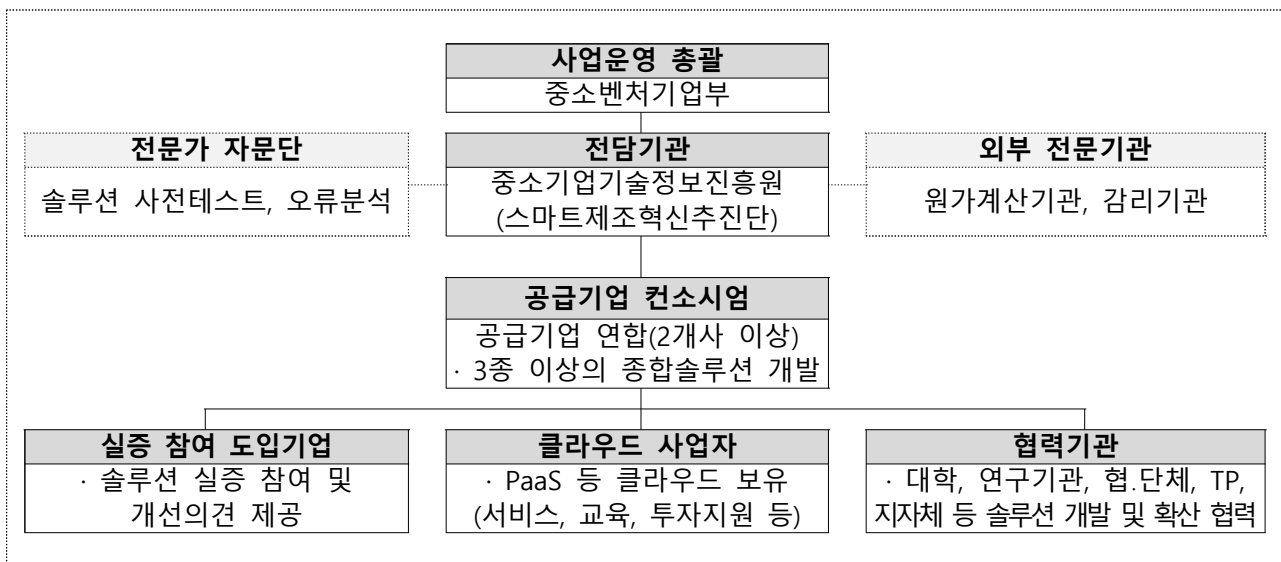 사업운영 총괄
중소벤처기업부
전문가 자문단
솔루션 사전테스트, 오류분석
전담기관
중소기업기술정보진흥원
(스마트제조혁신추진단)
외부 전문기관
원가계산기관, 감리기관
공급기업 컨소시엄
공급기업 연합(2개사 이상)
· 3종 이상의 종합솔루션 개발
실증 참여 도입기업
· 솔루션 실증 참여 및
개선의견 제공
클라우드 사업자
· PaaS 등 클라우드 보유
(서비스, 교육, 투자지원 등)
협력기관
· 대학, 연구기관, 협.단체, TP,
지자체 등 솔루션 개발 및 확산 협력